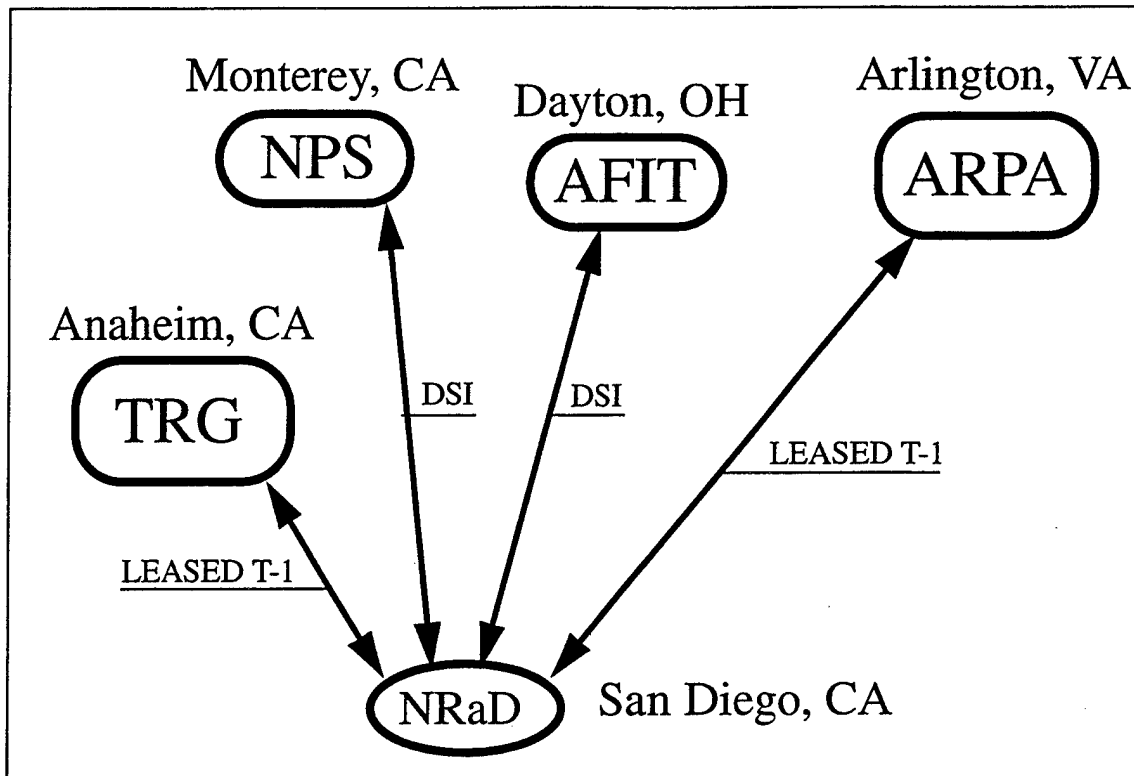 Monterey, CA
NPS
Dayton, OH
AFIT
Arlington, VA
ARPA
Anaheim, CA
TRG
DSI
DSI
LEASED T-1
LEASED T-1
NRaD
San Diego, CA